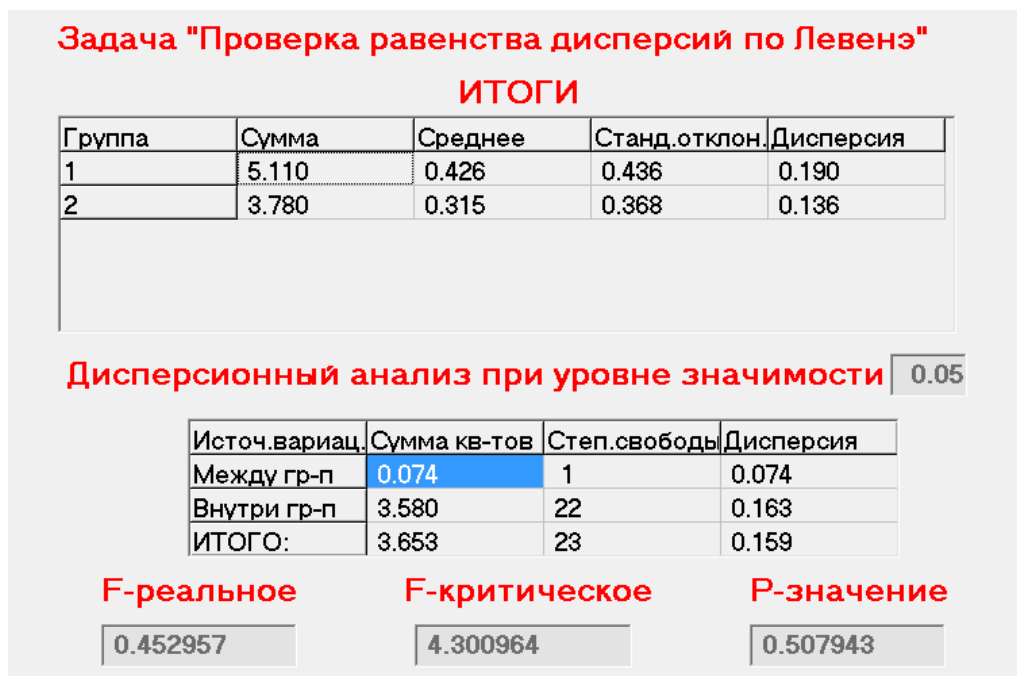 Задача "Проверка равенства дисперсий по Левенэ"
ИТОГИ
Группа Сумма Среднее Станд.отклон. Дисперсия
1 5.110 0.426 0.436 0.190
2 3.780 0.315 0.368 0.136
Дисперсионный анализ при уровне значимости 0.05
Источ.вариац. Сумма кв-тов Степ.свободы Дисперсия
Между гр-п 0.074 1 0.074
Внутри гр-п 3.580 22 0.163
ИТОГО: 3.653 23 0.159
F-реальное F-критическое P-значение
0.452957 4.300964 0.507943